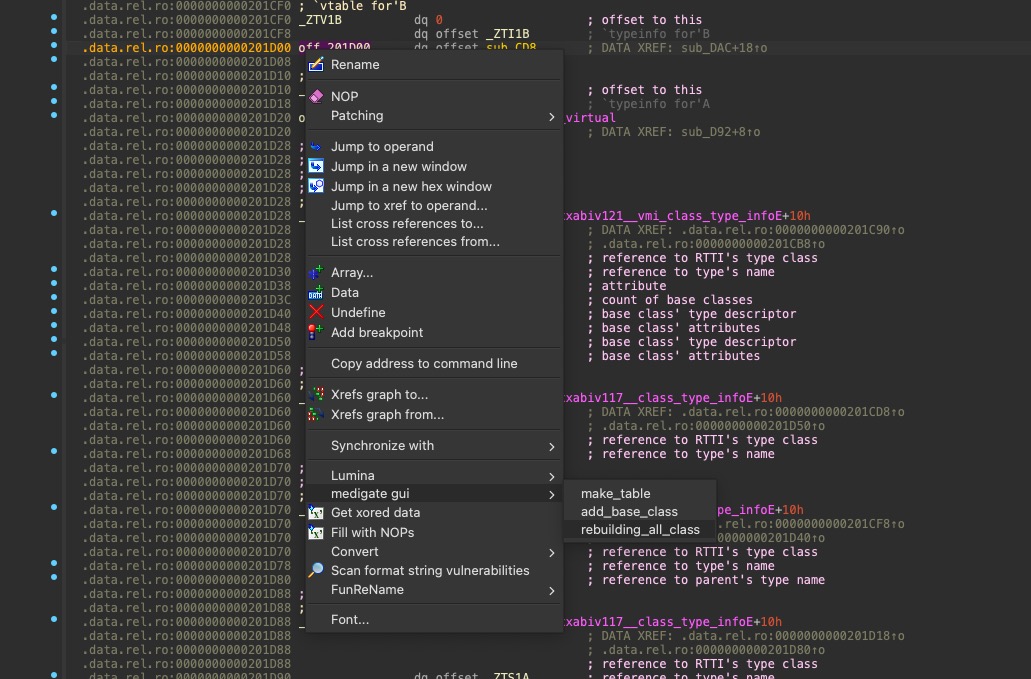 .data.rel.ro:0000000000201CF0 ; `vtable for'B
.data.rel.ro:0000000000201CF0 _ZTV1B dq 0 ; offset to this
.data.rel.ro:0000000000201CF8 dq offset _ZTI1B ; `typeinfo for'B
.data.rel.ro:0000000000201D00 off_201D00 dq offset sub_CD8 ; DATA XREF: sub_DAC+18↑o
.data.rel.ro:0000000000201D08
.data.rel.ro:0000000000201D10 ;
.data.rel.ro:0000000000201D10 _ ; offset to this
.data.rel.ro:0000000000201D18 ; `typeinfo for'A
.data.rel.ro:0000000000201D20 o _virtual
.data.rel.ro:0000000000201D20 ; DATA XREF: sub_D92+8↑o
.data.rel.ro:0000000000201D28 ;
.data.rel.ro:0000000000201D28 ;
.data.rel.ro:0000000000201D28 ;
.data.rel.ro:0000000000201D28 ;
.data.rel.ro:0000000000201D28 ;
.data.rel.ro:0000000000201D28 _ xxabiv121__vmi_class_type_infoE+10h
.data.rel.ro:0000000000201D28 ; DATA XREF: .data.rel.ro:0000000000201C90↑o
.data.rel.ro:0000000000201D28 ; .data.rel.ro:0000000000201CB8↑o
.data.rel.ro:0000000000201D28 ; reference to RTTI's type class
.data.rel.ro:0000000000201D30 ; reference to type's name
.data.rel.ro:0000000000201D38 ; attribute
.data.rel.ro:0000000000201D3C ; count of base classes
.data.rel.ro:0000000000201D40 ; base class' type descriptor
.data.rel.ro:0000000000201D48 ; base class' attributes
.data.rel.ro:0000000000201D50 ; base class' type descriptor
.data.rel.ro:0000000000201D58 ; base class' attributes
.data.rel.ro:0000000000201D60 ;
.data.rel.ro:0000000000201D60 ;
.data.rel.ro:0000000000201D60 _ xxabiv117__class_type_infoE+10h
.data.rel.ro:0000000000201D60 ; DATA XREF: .data.rel.ro:0000000000201CD8↑o
.data.rel.ro:0000000000201D60 ; .data.rel.ro:0000000000201D50↑o
.data.rel.ro:0000000000201D60 ; reference to RTTI's type class
.data.rel.ro:0000000000201D68 ; reference to type's name
.data.rel.ro:0000000000201D70 ;
.data.rel.ro:0000000000201D70 ;
.data.rel.ro:0000000000201D70 ;
.data.rel.ro:0000000000201D70 _ pe_infoE+10h
.data.rel.ro:0000000000201D70 .rel.ro:0000000000201CF8↑o
.data.rel.ro:0000000000201D70 0000000000201D40↑o
.data.rel.ro:0000000000201D70 ; reference to RTTI's type class
.data.rel.ro:0000000000201D78 ; reference to type's name
.data.rel.ro:0000000000201D80 ; reference to parent's type name
.data.rel.ro:0000000000201D88 ;
.data.rel.ro:0000000000201D88 ;
.data.rel.ro:0000000000201D88 _ xxabiv117__class_type_infoE+10h
.data.rel.ro:0000000000201D88 ; DATA XREF: .data.rel.ro:0000000000201D18↑o
.data.rel.ro:0000000000201D88 ; .data.rel.ro:0000000000201D80↑o
.data.rel.ro:0000000000201D88 ; reference to RTTI's type class
.data.rel.ro:0000000000201D90 dq offset _ZTS1A ; reference to type's name
Rename
NOP
Patching
Jump to operand
Jump in a new window
Jump in a new hex window
Jump to xref to operand...
List cross references to...
List cross references from...
Array...
Data
Undefine
Add breakpoint
Copy address to command line
Xrefs graph to...
Xrefs graph from...
Synchronize with
Lumina
medigate gui
Get xored data
Fill with NOPs
Convert
Scan format string vulnerabilities
FunReName
Font...
make_table
add_base_class
rebuilding_all_class